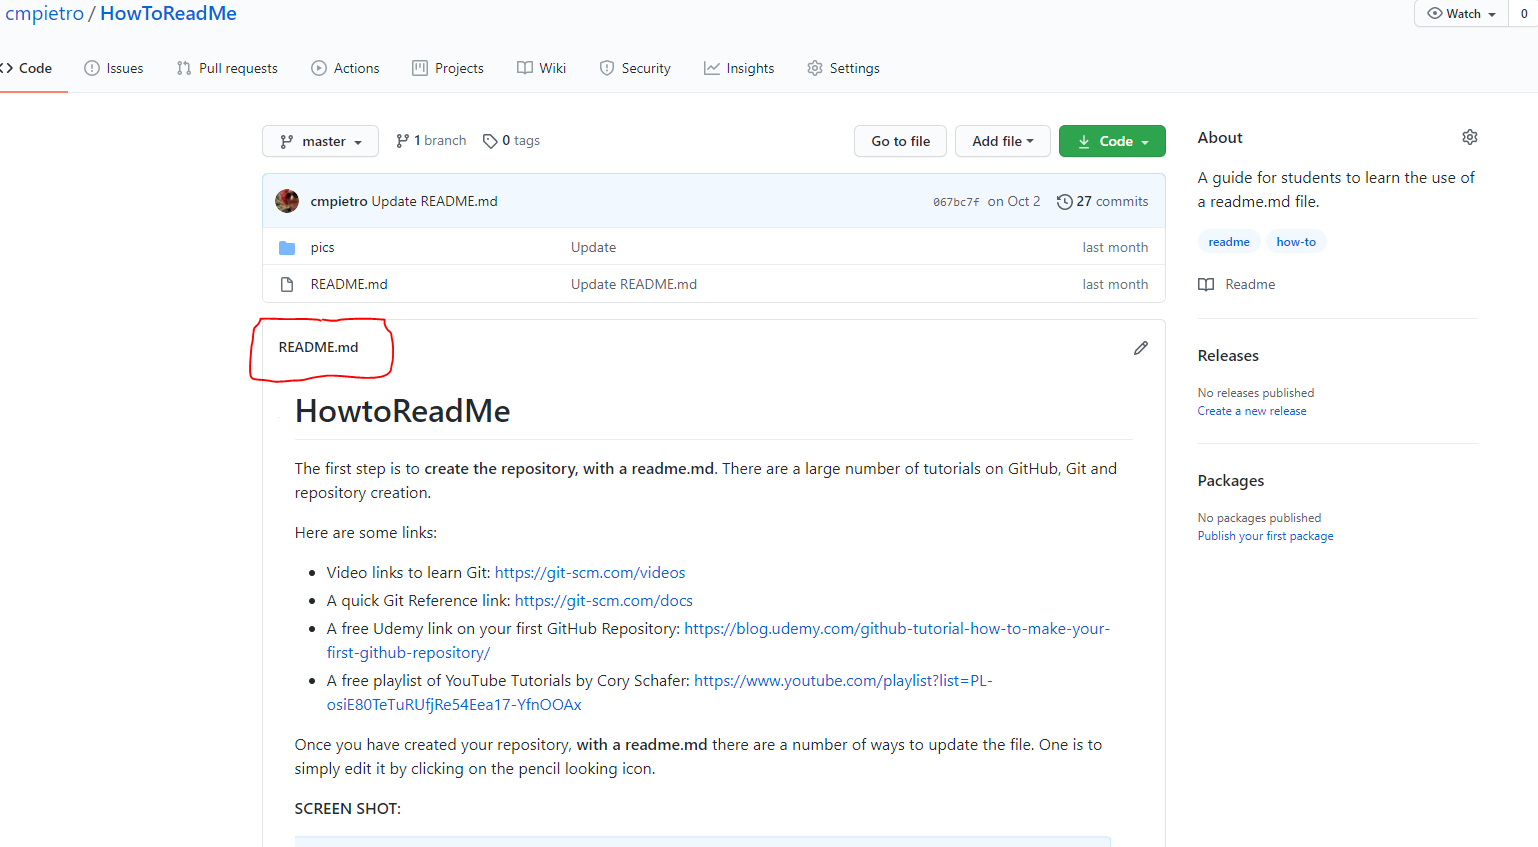 cmpietro / HowToReadMe
Watch 0
Code Issues Pull requests Actions Projects Wiki Security Insights Settings
master 1 branch 0 tags Go to file Add file Code
cmpietro Update README.md 067bc7f on Oct 2 27 commits
pics Update last month
README.md Update README.md last month
README.md
HowtoReadMe
The first step is to create the repository, with a readme.md. There are a large number of tutorials on GitHub, Git and
repository creation.
Here are some links:
• Video links to learn Git: https://git-scm.com/videos
• A quick Git Reference link: https://git-scm.com/docs
• A free Udemy link on your first GitHub Repository: https://blog.udemy.com/github-tutorial-how-to-make-your-
first-github-repository/
• A free playlist of YouTube Tutorials by Cory Schafer: https://www.youtube.com/playlist?list=PL-
osiE80TeTuRUfjRe54Eea17-YfnOOAx
Once you have created your repository, with a readme.md there are a number of ways to update the file. One is to
simply edit it by clicking on the pencil looking icon.
SCREEN SHOT:
About
A guide for students to learn the use of
a readme.md file.
readme how-to
Readme
Releases
No releases published
Create a new release
Packages
No packages published
Publish your first package